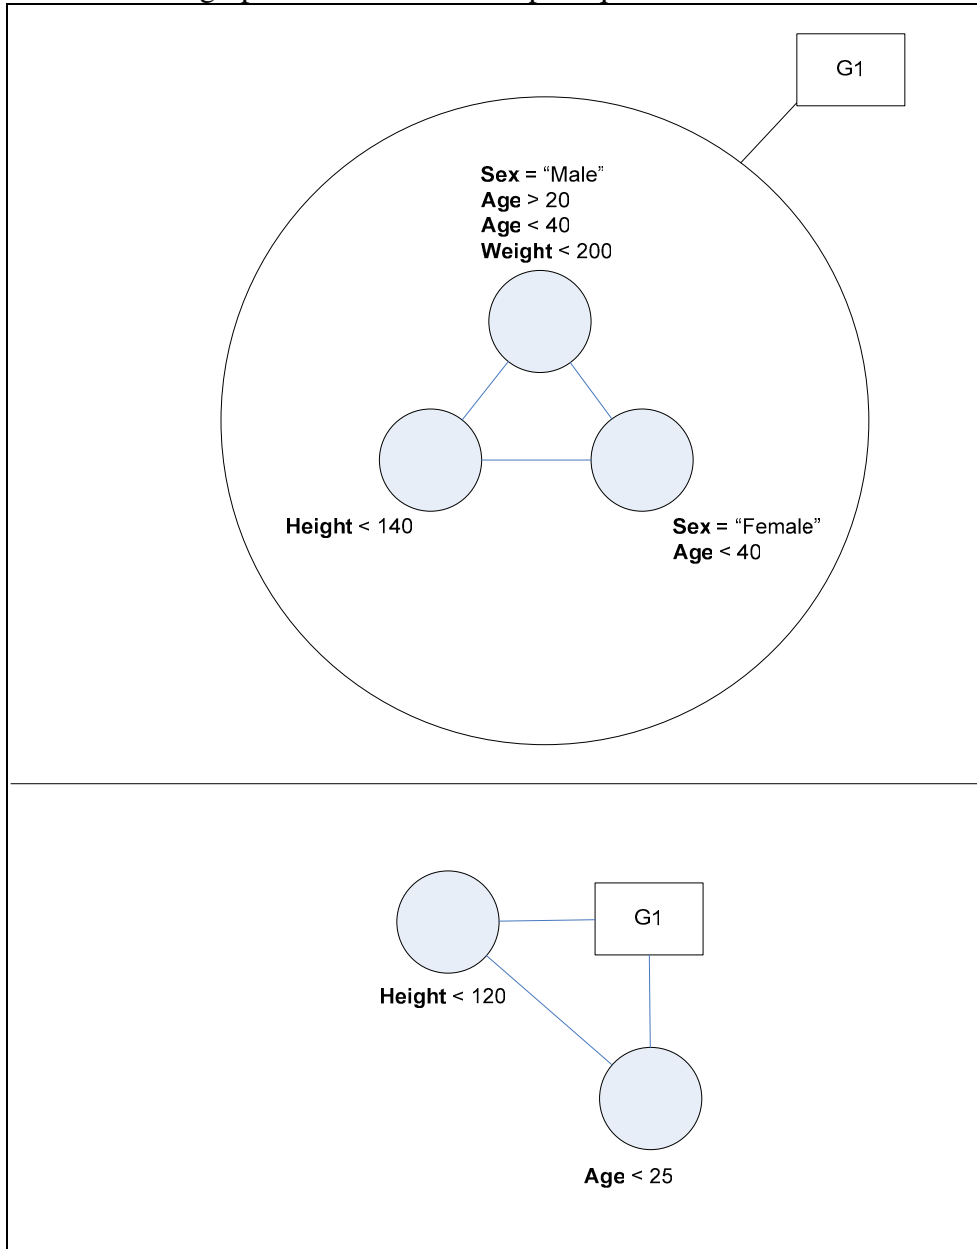 G1
Sex = “Male”
Age > 20
Age < 40
Weight < 200
Height < 140
Sex = “Female”
Age < 40
G1
Height < 120
Age < 25